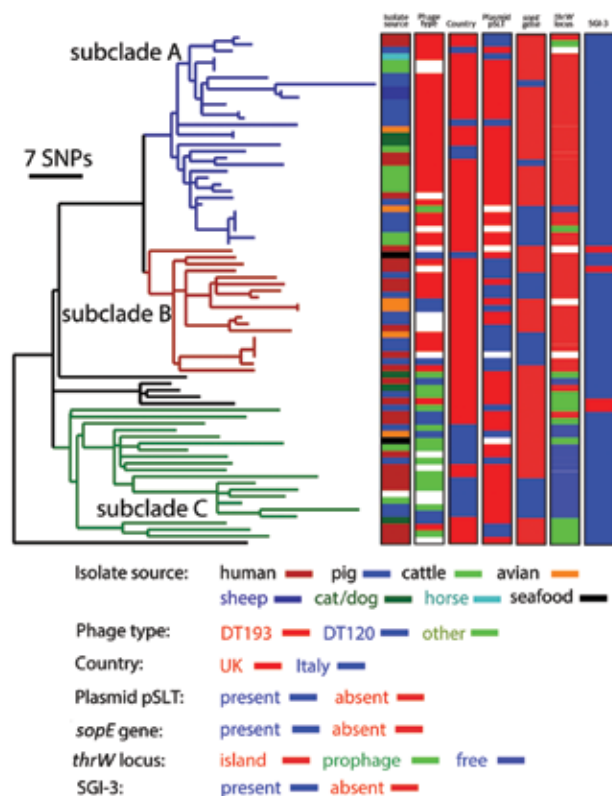 Isolate source
Phage type
Country
Plasmid pSLT
sopE gene
thrW locus
SGI-3
subclade A
7 SNPs
subclade B
subclade C
Isolate source: human pig cattle avian
sheep cat/dog horse seafood
Phage type: DT193 DT120 other
Country: UK Italy
Plasmid pSLT: present absent
sopE gene: present absent
thrW locus: island prophage free
SGI-3: present absent